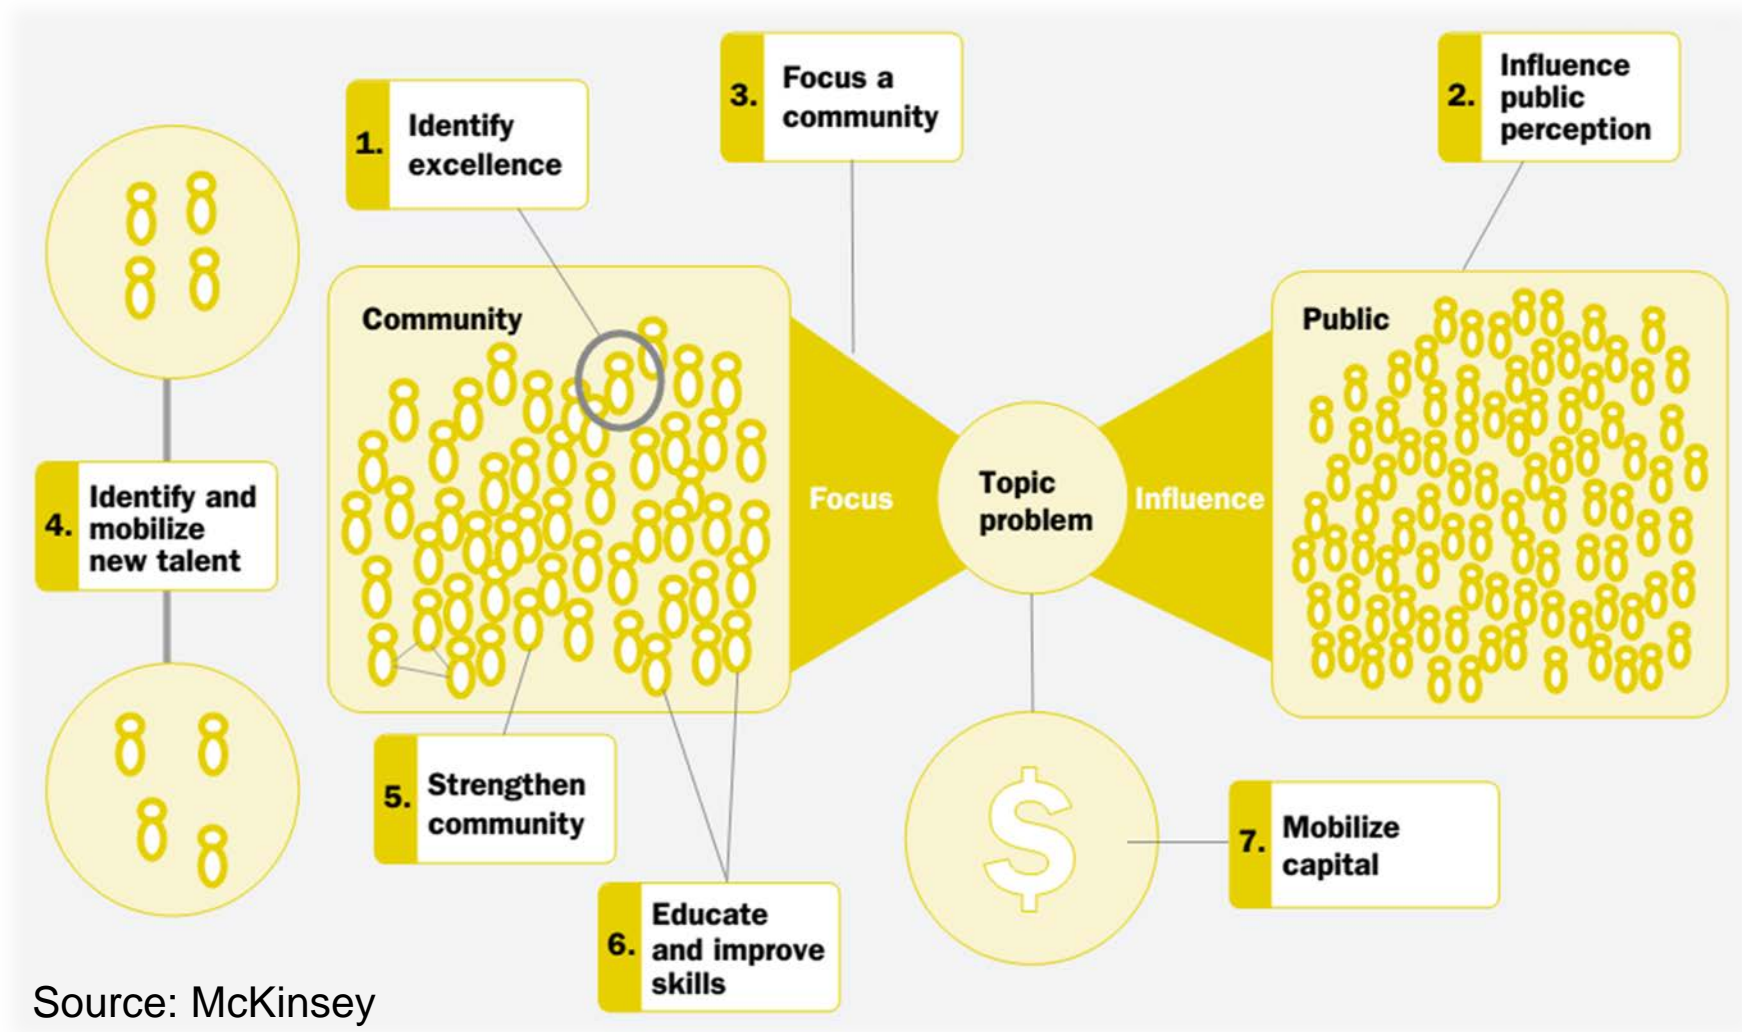 1.
Identify
excellence
3.
Focus a
community
2.
Influence
public
perception
Community
Public
4.
Identify and
mobilize
new talent
Focus
Topic
problem
Influence
5.
Strengthen
community
6.
Educate
and improve
skills
$
7.
Mobilize
capital
Source: McKinsey